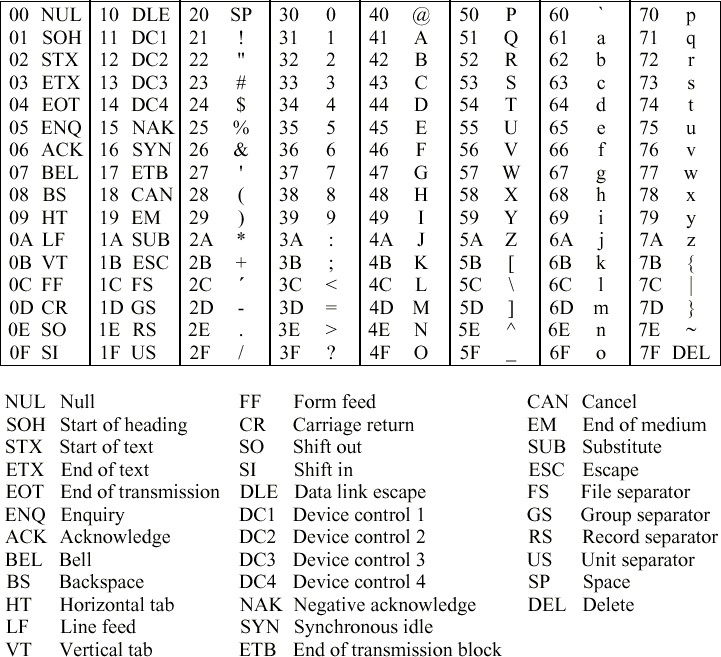 00 NUL 10 DLE 20 SP 30 0 40 @ 50 P 60 ` 70 p
01 SOH 11 DC1 21 ! 31 1 41 A 51 Q 61 a 71 q
02 STX 12 DC2 22 " 32 2 42 B 52 R 62 b 72 r
03 ETX 13 DC3 23 # 33 3 43 C 53 S 63 c 73 s
04 EOT 14 DC4 24 $ 34 4 44 D 54 T 64 d 74 t
05 ENQ 15 NAK 25 % 35 5 45 E 55 U 65 e 75 u
06 ACK 16 SYN 26 & 36 6 46 F 56 V 66 f 76 v
07 BEL 17 ETB 27 ' 37 7 47 G 57 W 67 g 77 w
08 BS 18 CAN 28 ( 38 8 48 H 58 X 68 h 78 x
09 HT 19 EM 29 ) 39 9 49 I 59 Y 69 i 79 y
0A LF 1A SUB 2A * 3A : 4A J 5A Z 6A j 7A z
0B VT 1B ESC 2B + 3B ; 4B K 5B [ 6B k 7B {
0C FF 1C FS 2C ´ 3C < 4C L 5C \ 6C l 7C |
0D CR 1D GS 2D - 3D = 4D M 5D ] 6D m 7D }
0E SO 1E RS 2E . 3E > 4E N 5E ^ 6E n 7E ~
0F SI 1F US 2F / 3F ? 4F O 5F _ 6F o 7F DEL
NUL Null FF Form feed CAN Cancel
SOH Start of heading CR Carriage return EM End of medium
STX Start of text SO Shift out SUB Substitute
ETX End of text SI Shift in ESC Escape
EOT End of transmission DLE Data link escape FS File separator
ENQ Enquiry DC1 Device control 1 GS Group separator
ACK Acknowledge DC2 Device control 2 RS Record separator
BEL Bell DC3 Device control 3 US Unit separator
BS Backspace DC4 Device control 4 SP Space
HT Horizontal tab NAK Negative acknowledge DEL Delete
LF Line feed SYN Synchronous idle
VT Vertical tab ETB End of transmission block